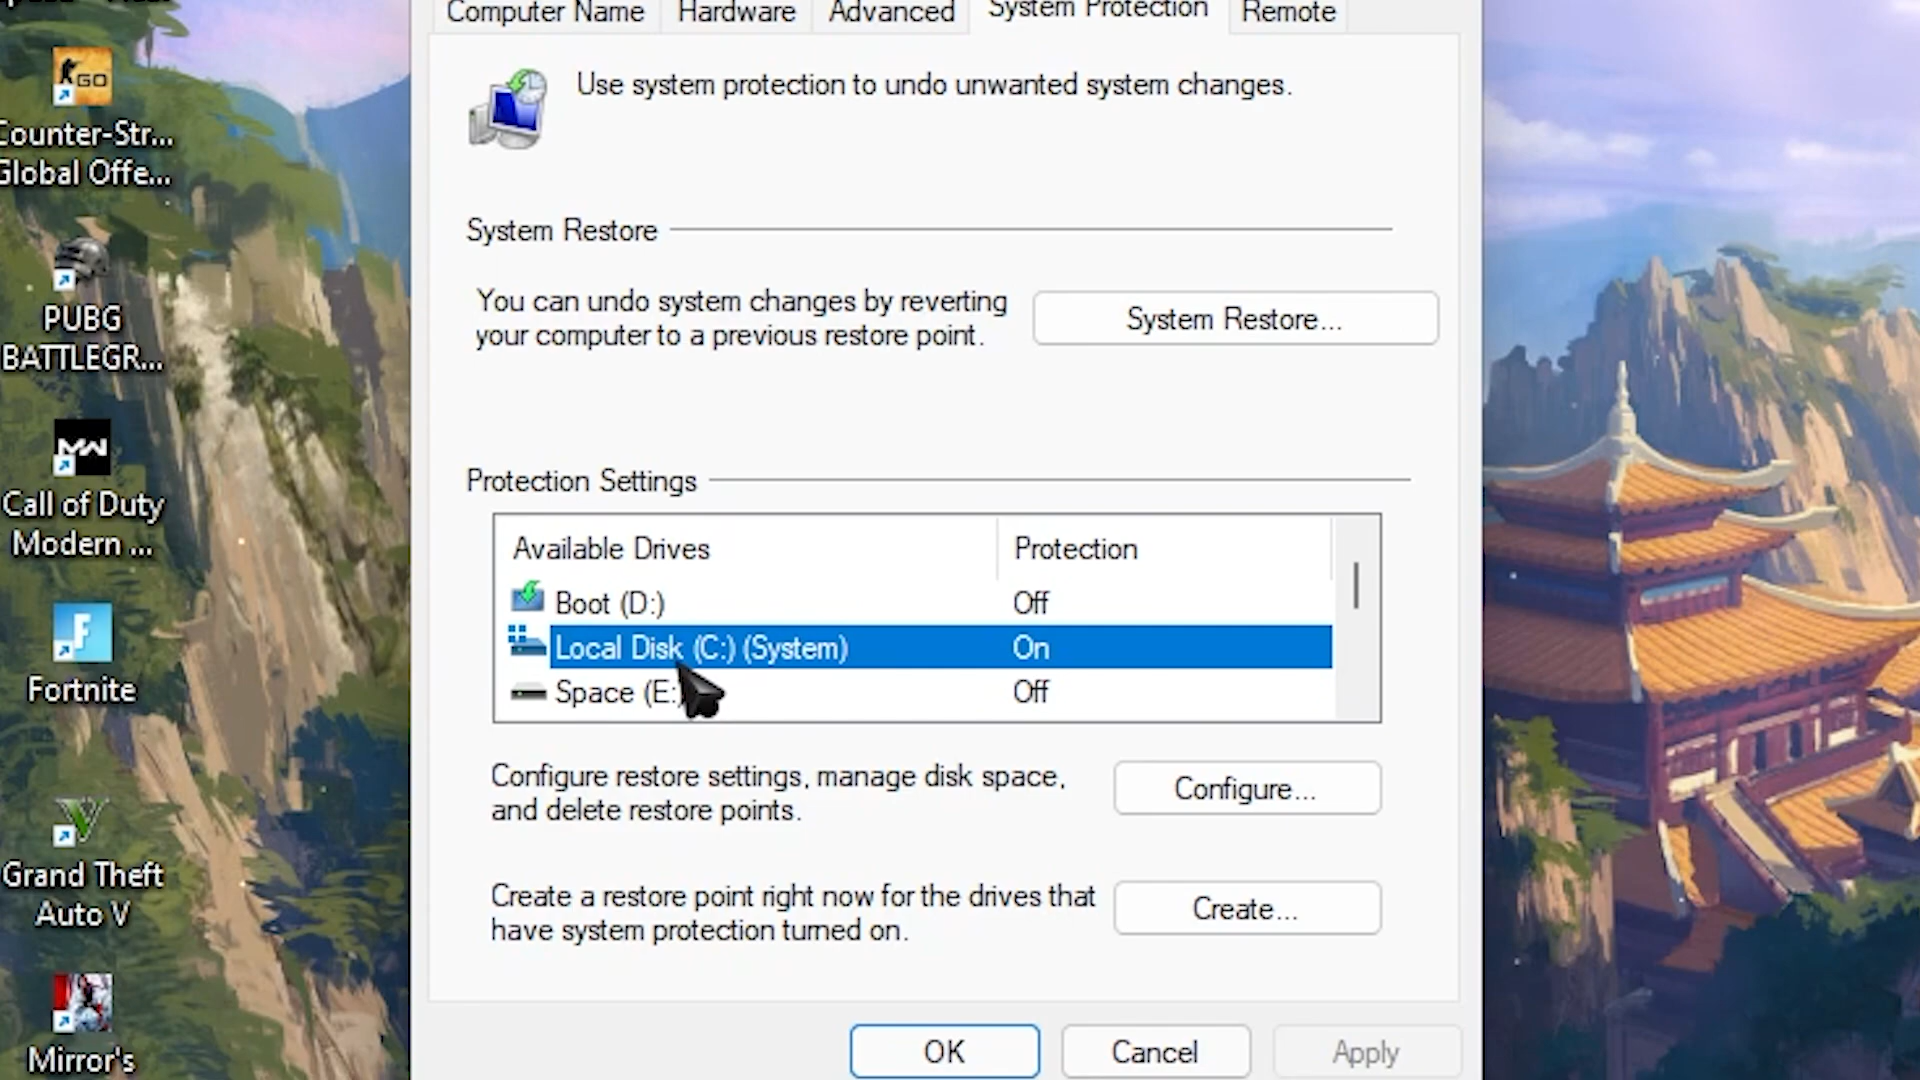 Computer Name
Hardware
Advanced
System Protection
Remote
Use system protection to undo unwanted system changes.
System Restore
You can undo system changes by reverting
your computer to a previous restore point.
System Restore...
Protection Settings
Available Drives
Protection
Boot (D:)
Off
Local Disk (C:) (System)
On
Space (E:)
Off
Configure restore settings, manage disk space,
and delete restore points.
Configure...
Create a restore point right now for the drives that
have system protection turned on.
Create...
OK
Cancel
Apply
GO
Counter-Str...
Global Offe...
PUBG
BATTLEGR...
MW
Call of Duty
Modern ...
F
Fortnite
V
Grand Theft
Auto V
Mirror's